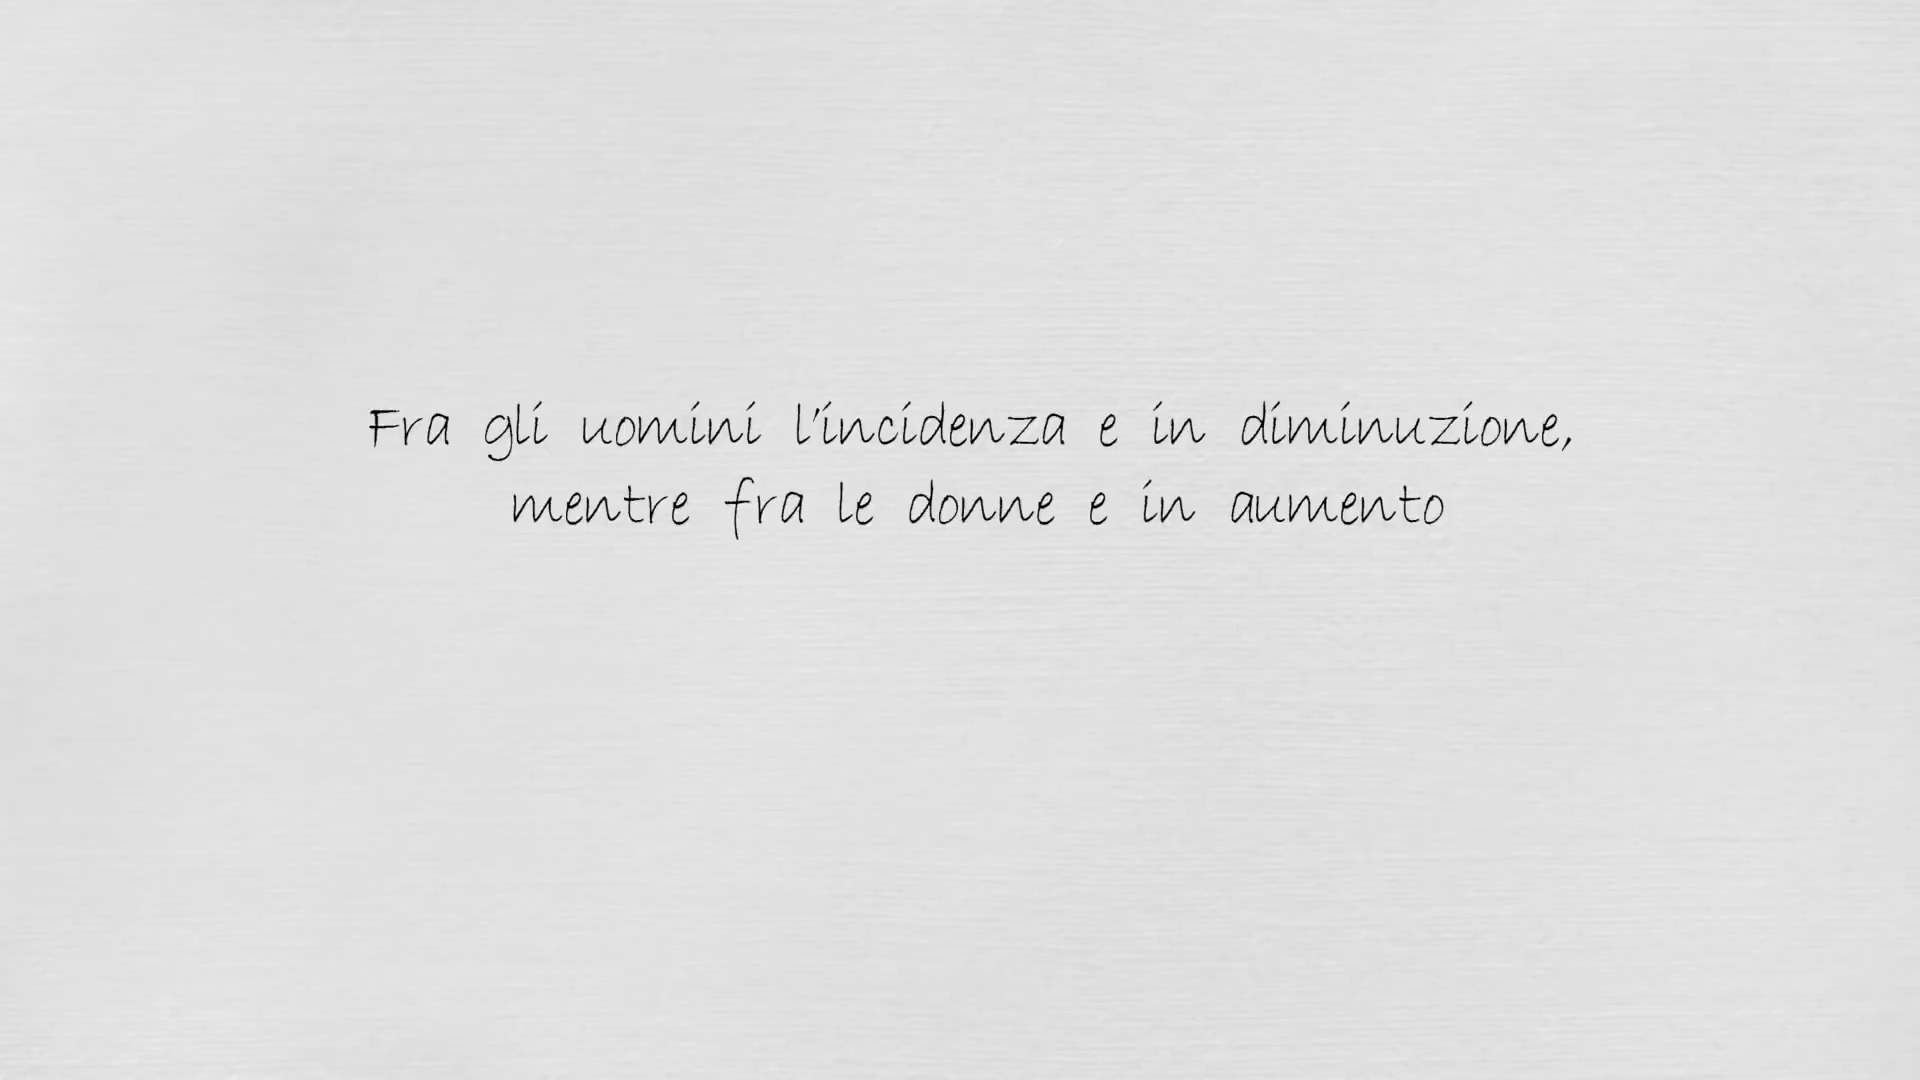 Fra gli uomini l'incidenza e in diminuzione,
mentre fra le donne e in aumento